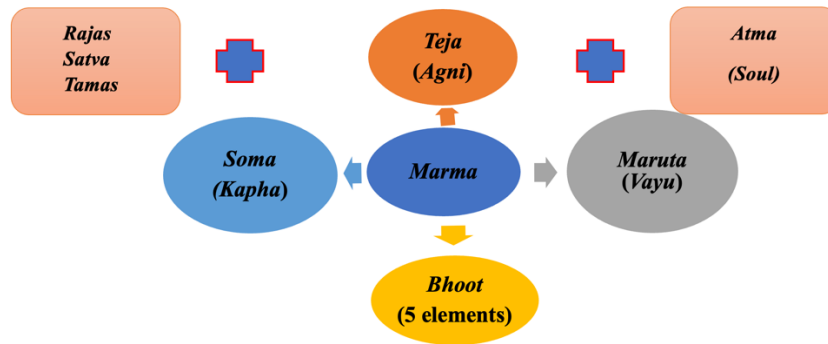 Rajas
Satva
Tamas
Teja
(Agni)
Atma
(Soul)
Soma
(Kapha)
Marma
Maruta
(Vayu)
Bhoot
(5 elements)